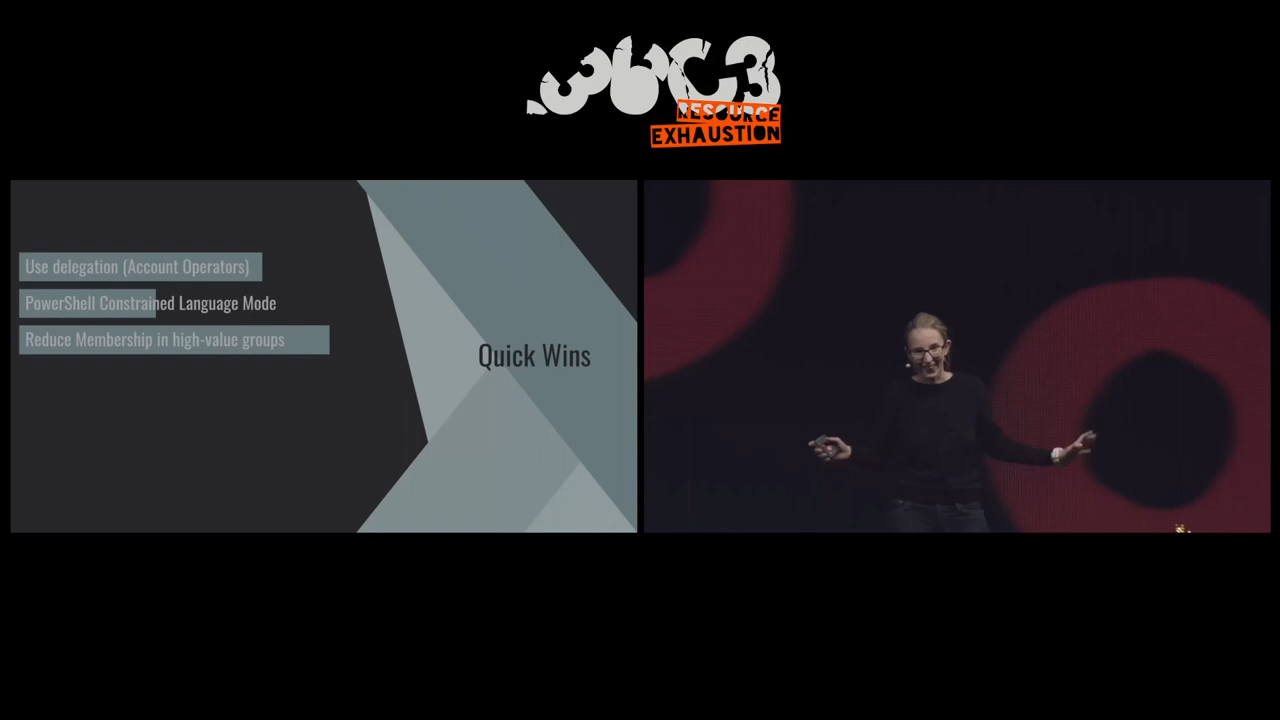 36C3
RESOURCE
EXHAUSTION
Use delegation (Account Operators)
PowerShell Constrained Language Mode
Reduce Membership in high-value groups
Quick Wins